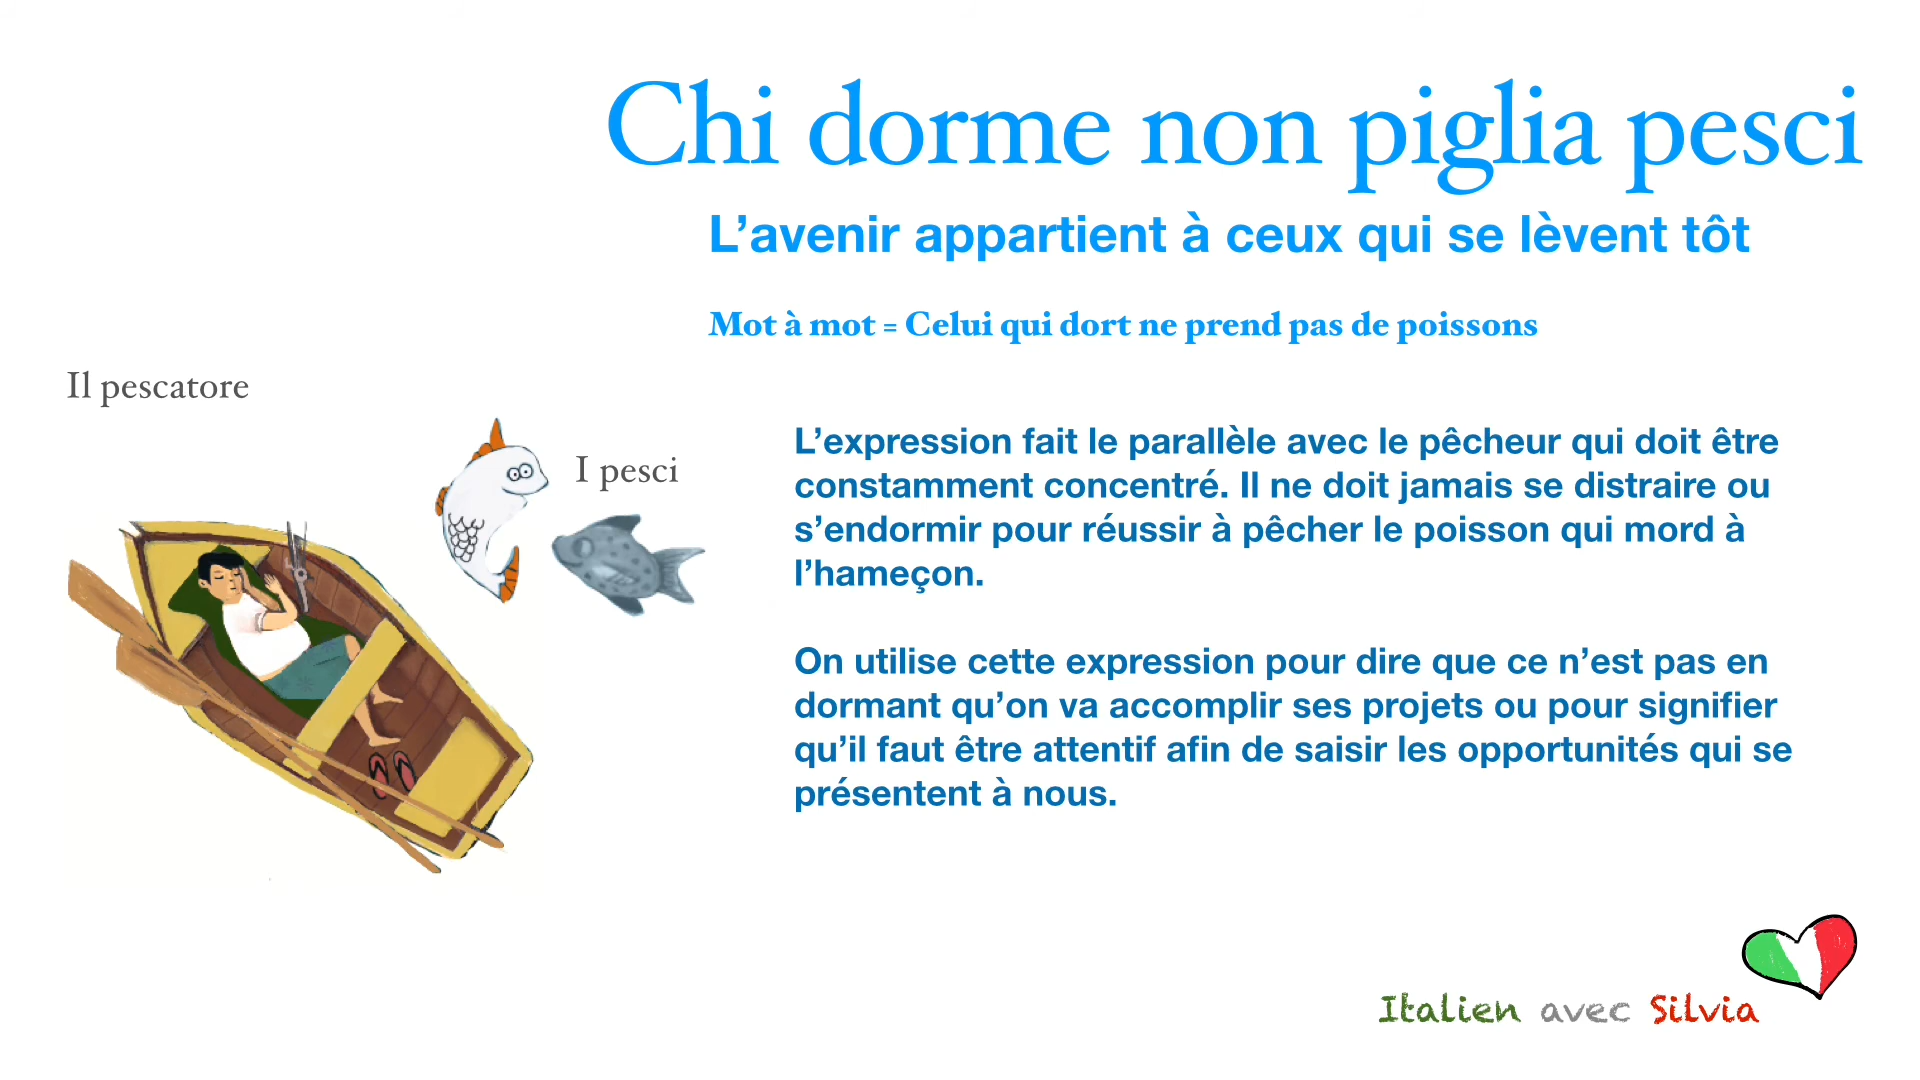 Chi dorme non piglia pesci
L’avenir appartient à ceux qui se lèvent tôt
Mot à mot = Celui qui dort ne prend pas de poissons
Il pescatore
I pesci
L’expression fait le parallèle avec le pêcheur qui doit être
constamment concentré. Il ne doit jamais se distraire ou
s’endormir pour réussir à pêcher le poisson qui mord à
l’hameçon.
On utilise cette expression pour dire que ce n’est pas en
dormant qu’on va accomplir ses projets ou pour signifier
qu’il faut être attentif afin de saisir les opportunités qui se
présentent à nous.
Italien avec Silvia